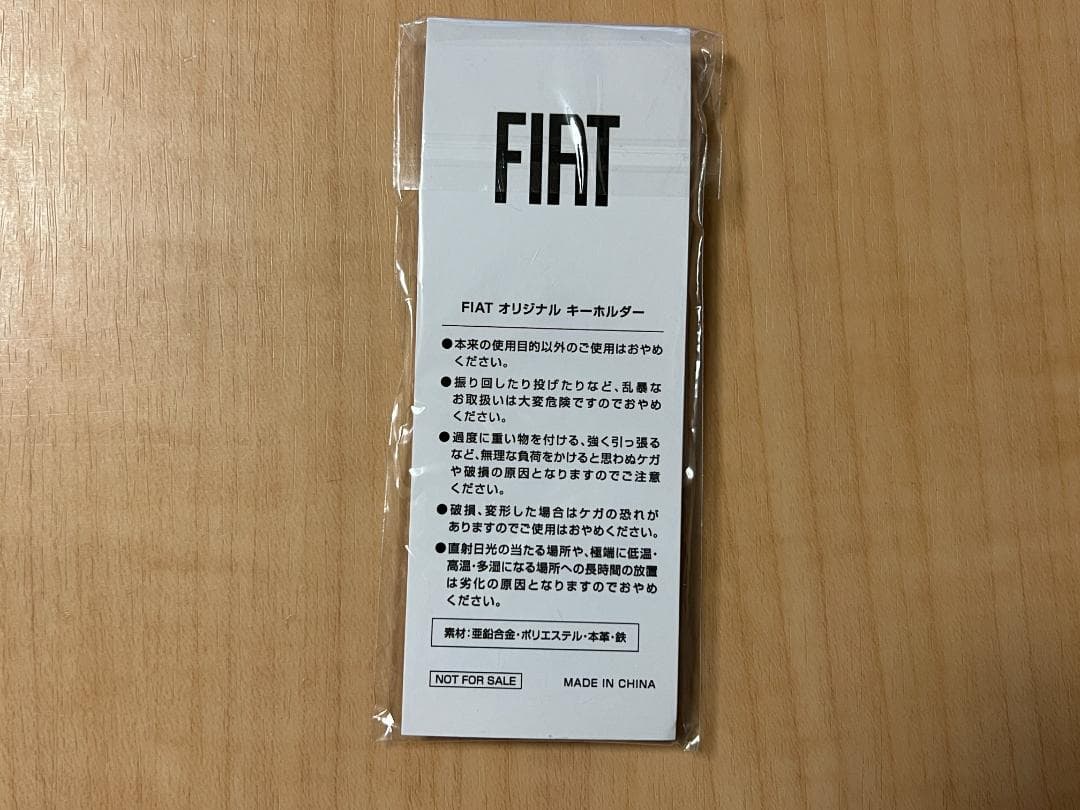 FIAT
FIAT オリジナル キーホルダー
●本来の使用目的以外のご使用はおやめ
ください。
●振り回したり投げたりなど、乱暴な
お取扱いは大変危険ですのでおやめ
ください。
●過度に重い物を付ける、強く引っ張る
など、無理な負荷をかけると思わぬケガ
や破損の原因となりますのでご注意
ください。
●破損、変形した場合はケガの恐れが
ありますのでご使用はおやめください。
●直射日光の当たる場所や、極端に低温・
高温・多湿になる場所への長時間の放置
は劣化の原因となりますのでおやめ
ください。
素材:亜鉛合金・ポリエステル・本革・鉄
NOT FOR SALE
MADE IN CHINA